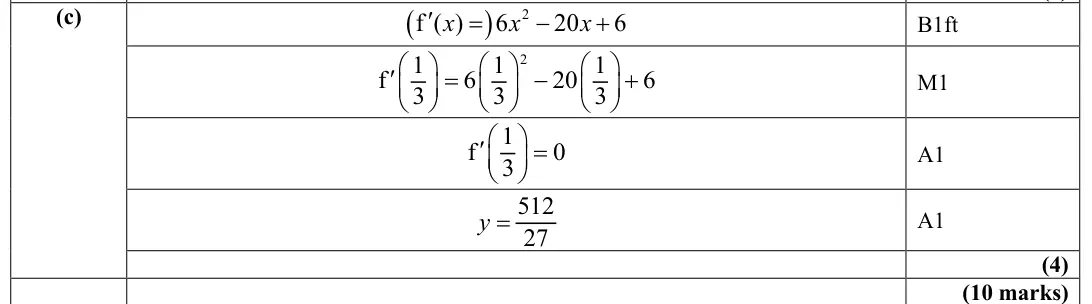 (c) (f′(x) =) 6x² − 20x + 6 B1ft
f′(1/3) = 6(1/3)² − 20(1/3) + 6 M1
f′(1/3) = 0 A1
y = 512/27 A1
(4)
(10 marks)